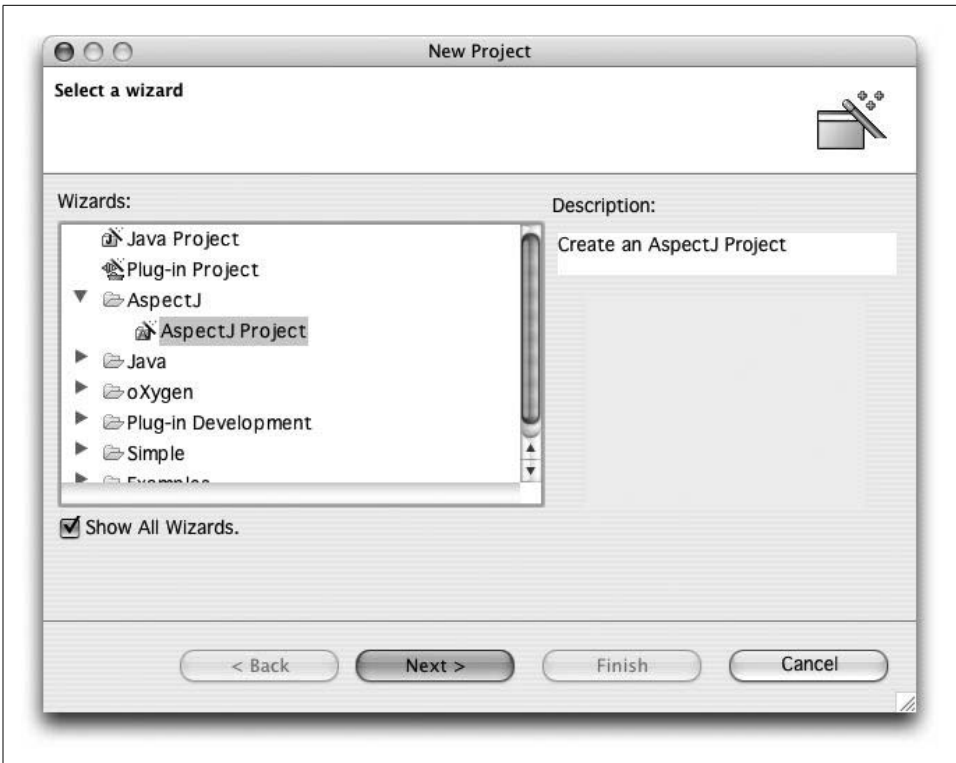 New Project
Select a wizard
Wizards:
Java Project
Plug-in Project
AspectJ
AspectJ Project
Java
oXygen
Plug-in Development
Simple
Examples
Show All Wizards.
Description:
Create an AspectJ Project
< Back
Next >
Finish
Cancel